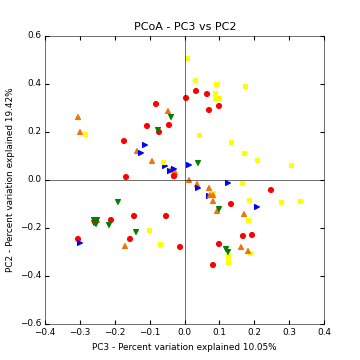 PCoA - PC3 vs PC2
0.6
0.4
0.2
0.0
−0.2
−0.4
−0.6
PC2 - Percent variation explained 19.42%
−0.4 −0.3 −0.2 −0.1 0.0 0.1 0.2 0.3 0.4
PC3 - Percent variation explained 10.05%